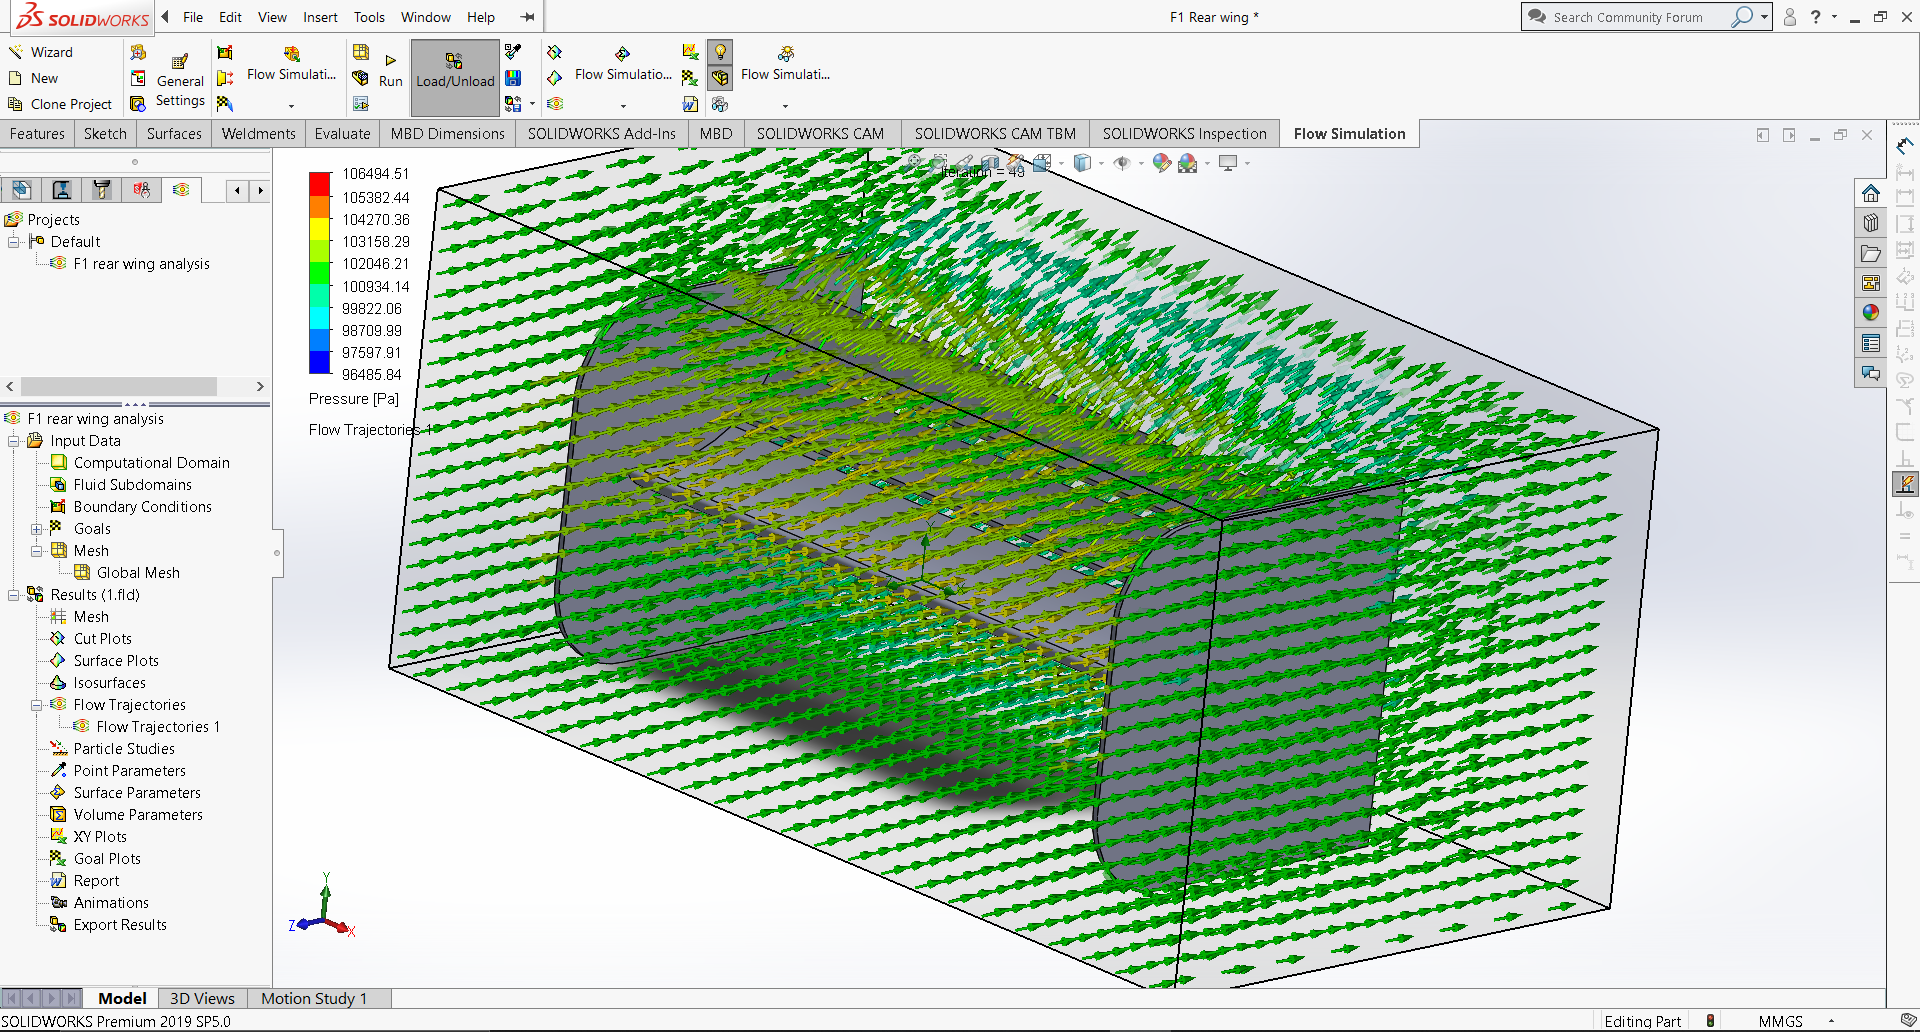 SOLIDWORKS File Edit View Insert Tools Window Help
F1 Rear wing *
Search Community Forum
?
Wizard
New
Clone Project
General
Settings
Flow Simulati...
Run
Load/Unload
Flow Simulatio...
Flow Simulati...
Features Sketch Surfaces Weldments Evaluate MBD Dimensions SOLIDWORKS Add-Ins MBD SOLIDWORKS CAM SOLIDWORKS CAM TBM SOLIDWORKS Inspection Flow Simulation
Projects
Default
F1 rear wing analysis
F1 rear wing analysis
Input Data
Computational Domain
Fluid Subdomains
Boundary Conditions
Goals
Mesh
Global Mesh
Results (1.fld)
Mesh
Cut Plots
Surface Plots
Isosurfaces
Flow Trajectories
Flow Trajectories 1
Particle Studies
Point Parameters
Surface Parameters
Volume Parameters
XY Plots
Goal Plots
Report
Animations
Export Results
Iteration = 49
106494.51
105382.44
104270.36
103158.29
102046.21
100934.14
99822.06
98709.99
97597.91
96485.84
Pressure [Pa]
Flow Trajectories 1
Y
Z
X
Model 3D Views Motion Study 1
SOLIDWORKS Premium 2019 SP5.0
Editing Part
MMGS